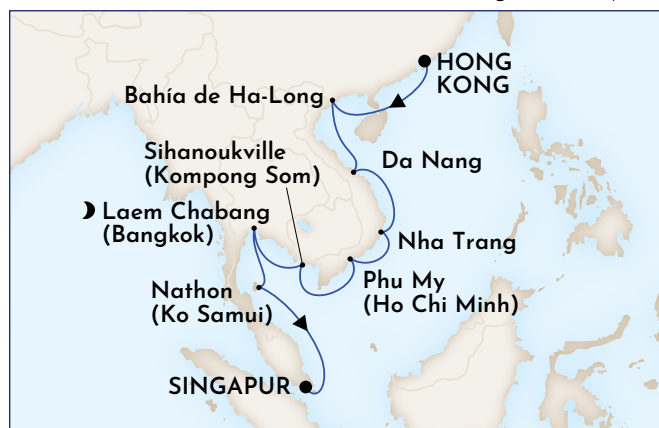 HONG
KONG
Bahía de Ha-Long
Sihanoukville
(Kompong Som)
Da Nang
Laem Chabang
(Bangkok)
Nha Trang
Phu My
(Ho Chi Minh)
Nathon
(Ko Samui)
SINGAPUR